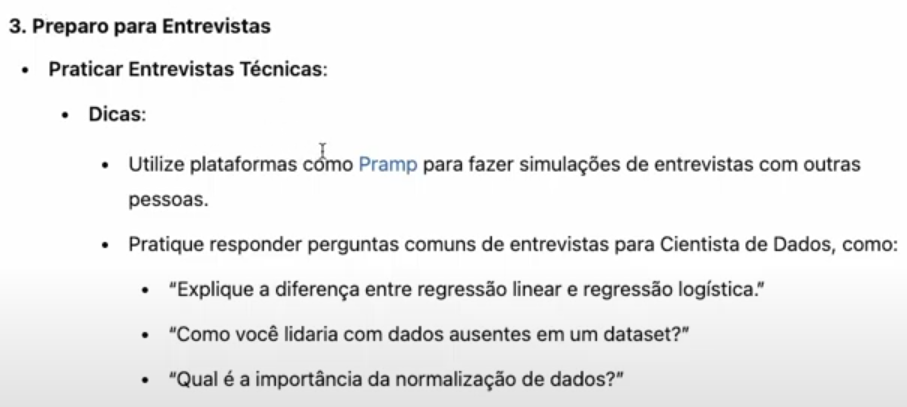 3. Preparo para Entrevistas
• Praticar Entrevistas Técnicas:
• Dicas:
• Utilize plataformas como Pramp para fazer simulações de entrevistas com outras
pessoas.
• Pratique responder perguntas comuns de entrevistas para Cientista de Dados, como:
• “Explique a diferença entre regressão linear e regressão logística.”
• “Como você lidaria com dados ausentes em um dataset?”
• “Qual é a importância da normalização de dados?”